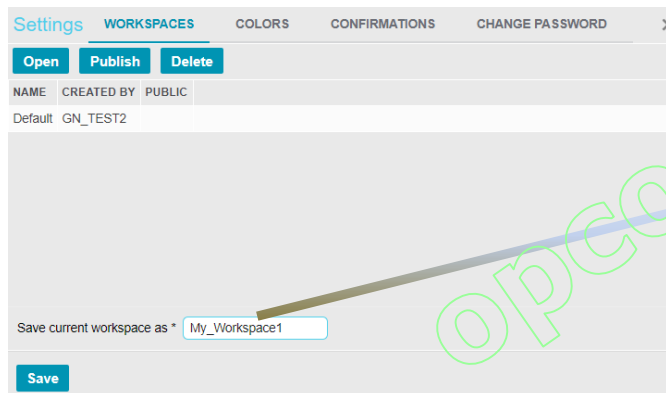 Settings WORKSPACES COLORS CONFIRMATIONS CHANGE PASSWORD
Open Publish Delete
NAME CREATED BY PUBLIC
Default GN_TEST2
opco
Save current workspace as * My_Workspace1
Save